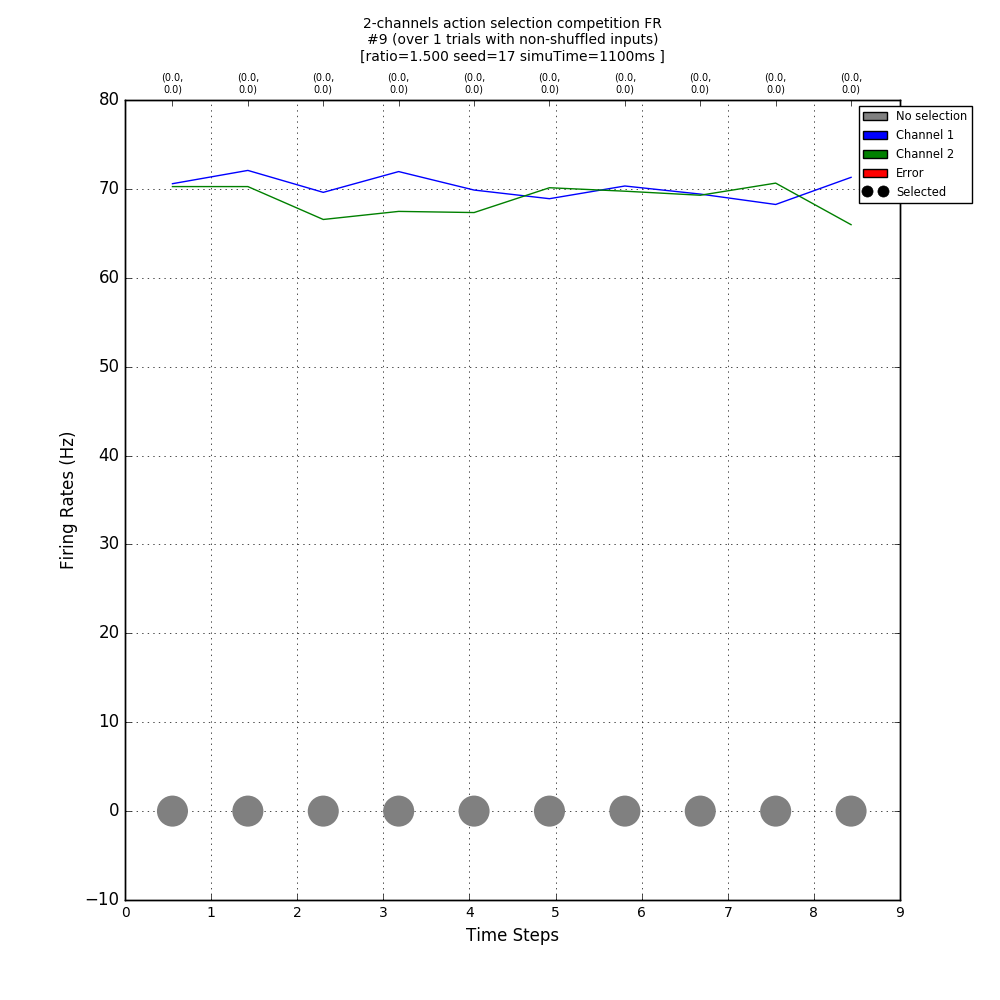 2-channels action selection competition FR
#9 (over 1 trials with non-shuffled inputs)
[ratio=1.500 seed=17 simuTime=1100ms ]
(0.0, (0.0, (0.0, (0.0, (0.0, (0.0, (0.0, (0.0, (0.0, (0.0,
0.0) 0.0) 0.0) 0.0) 0.0) 0.0) 0.0) 0.0) 0.0) 0.0)
No selection
Channel 1
Channel 2
Error
Selected
Firing Rates (Hz)
80
70
60
50
40
30
20
10
0
−10
0 1 2 3 4 5 6 7 8 9
Time Steps